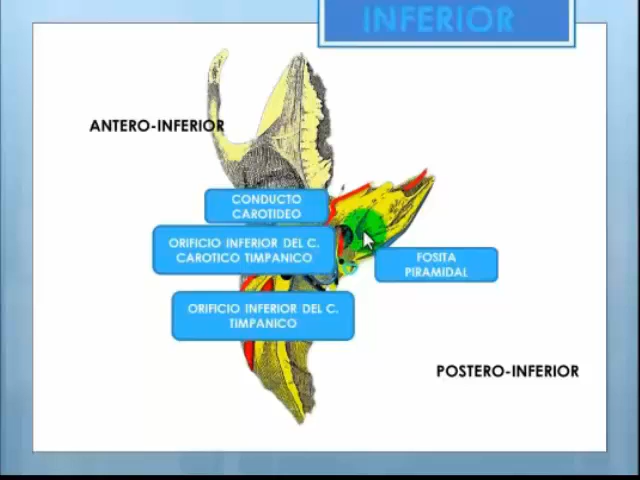 INFERIOR
ANTERO-INFERIOR
CONDUCTO
CAROTIDEO
ORIFICIO INFERIOR DEL C.
CAROTICO TIMPANICO
FOSITA
PIRAMIDAL
ORIFICIO INFERIOR DEL C.
TIMPANICO
POSTERO-INFERIOR